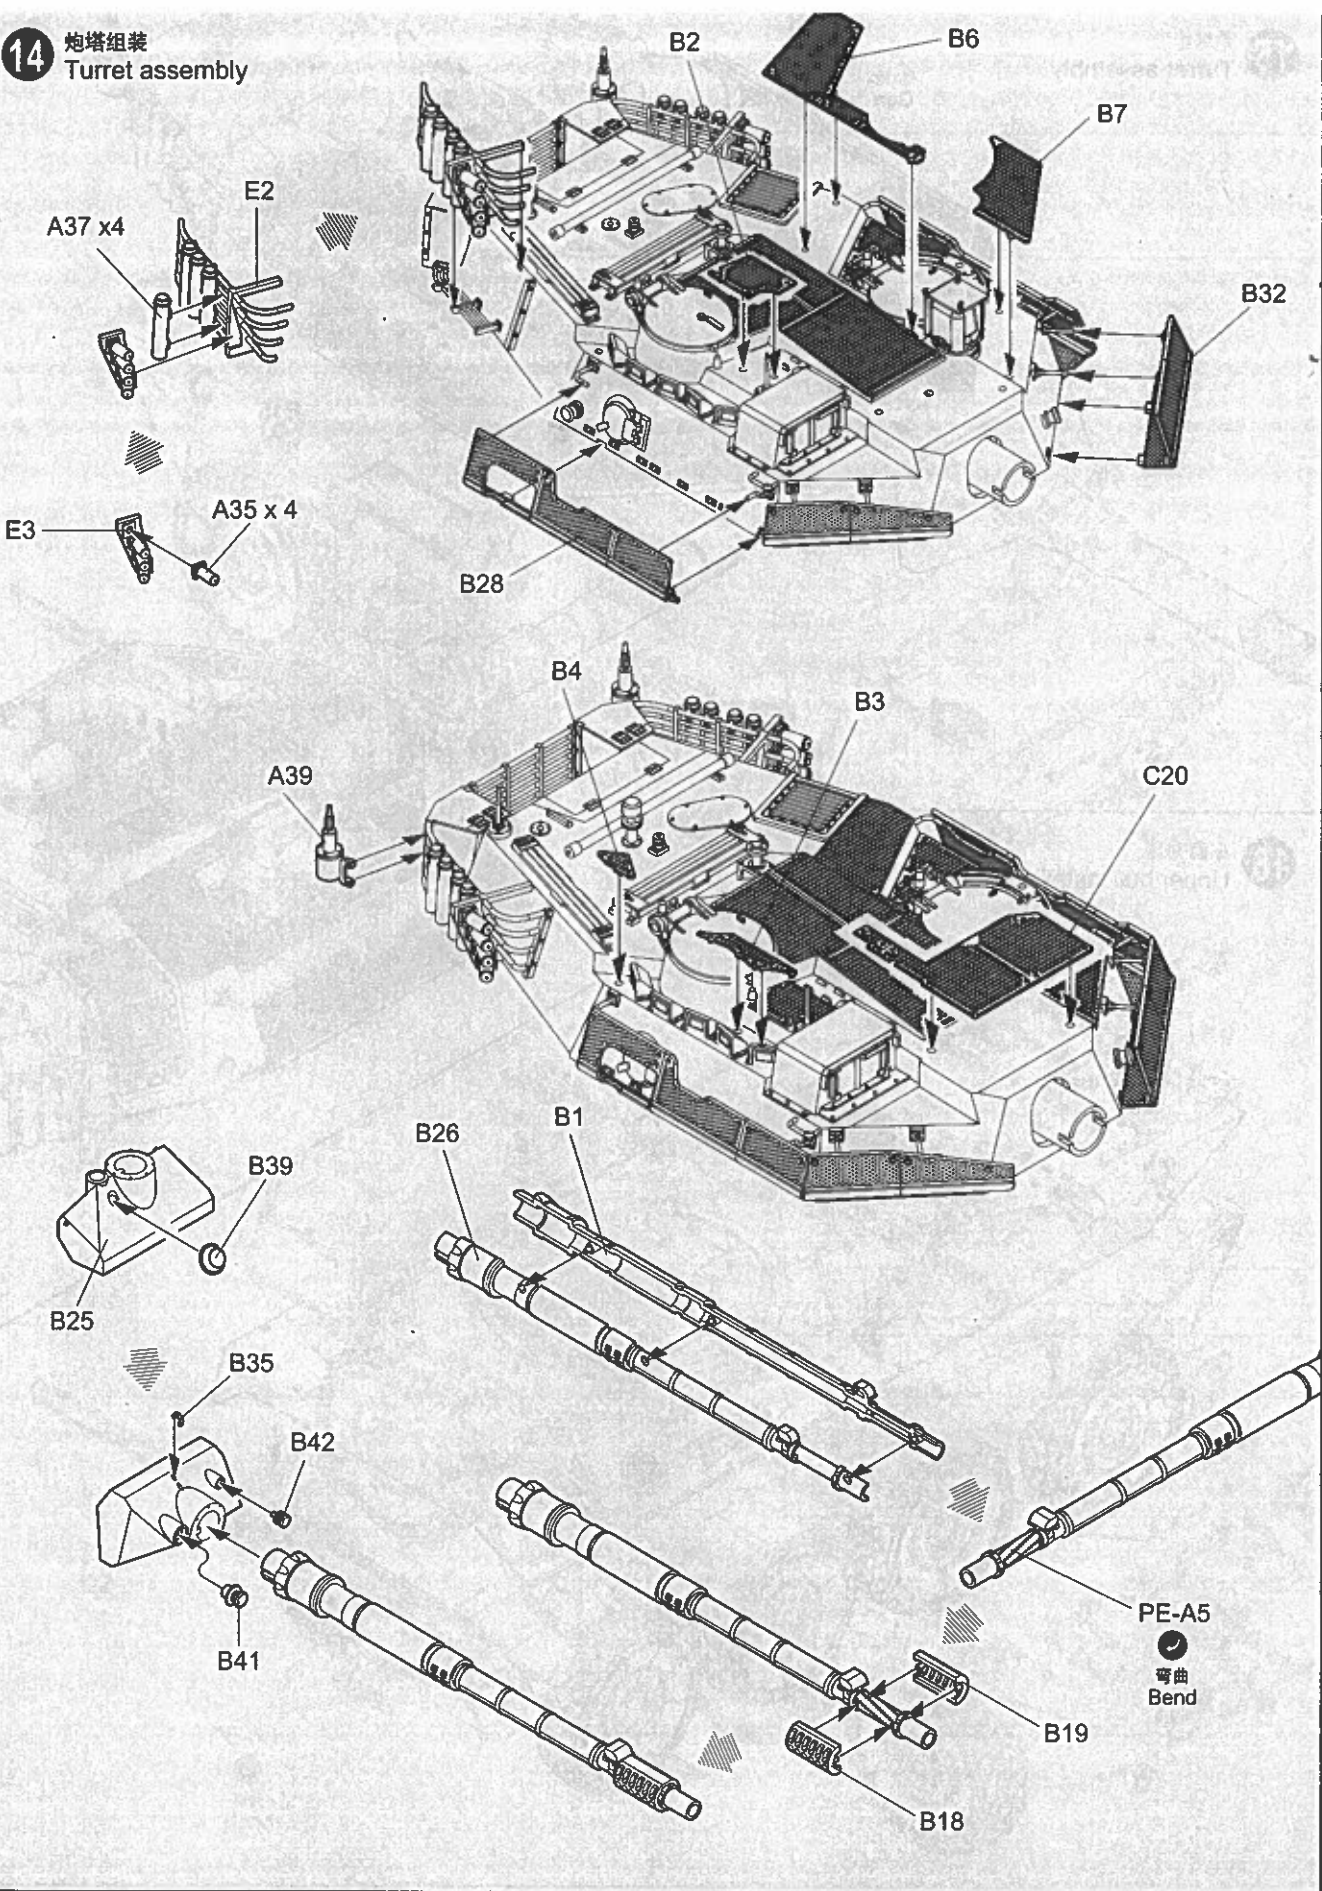 14
炮塔组装
Turret assembly
B2
B6
B7
E2
A37 x4
B32
A35 x 4
E3
B28
B4
B3
A39
C20
B1
B26
B39
B25
B35
B42
PE-A5
弯曲
Bend
B41
B19
B18